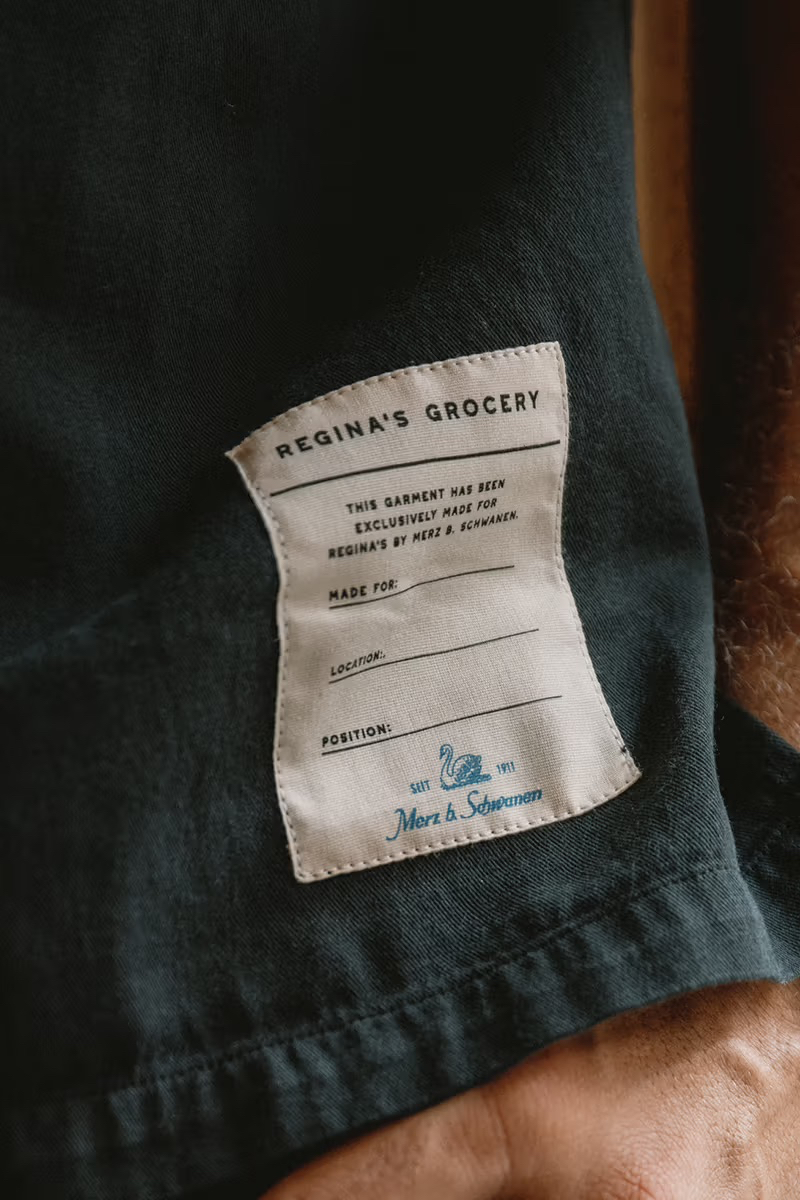 REGINA'S GROCERY
THIS GARMENT HAS BEEN
EXCLUSIVELY MADE FOR
REGINA'S BY MERZ B. SCHWANEN.
MADE FOR:
LOCATION:.
POSITION:
SEIT 1911
Merz b. Schwanen